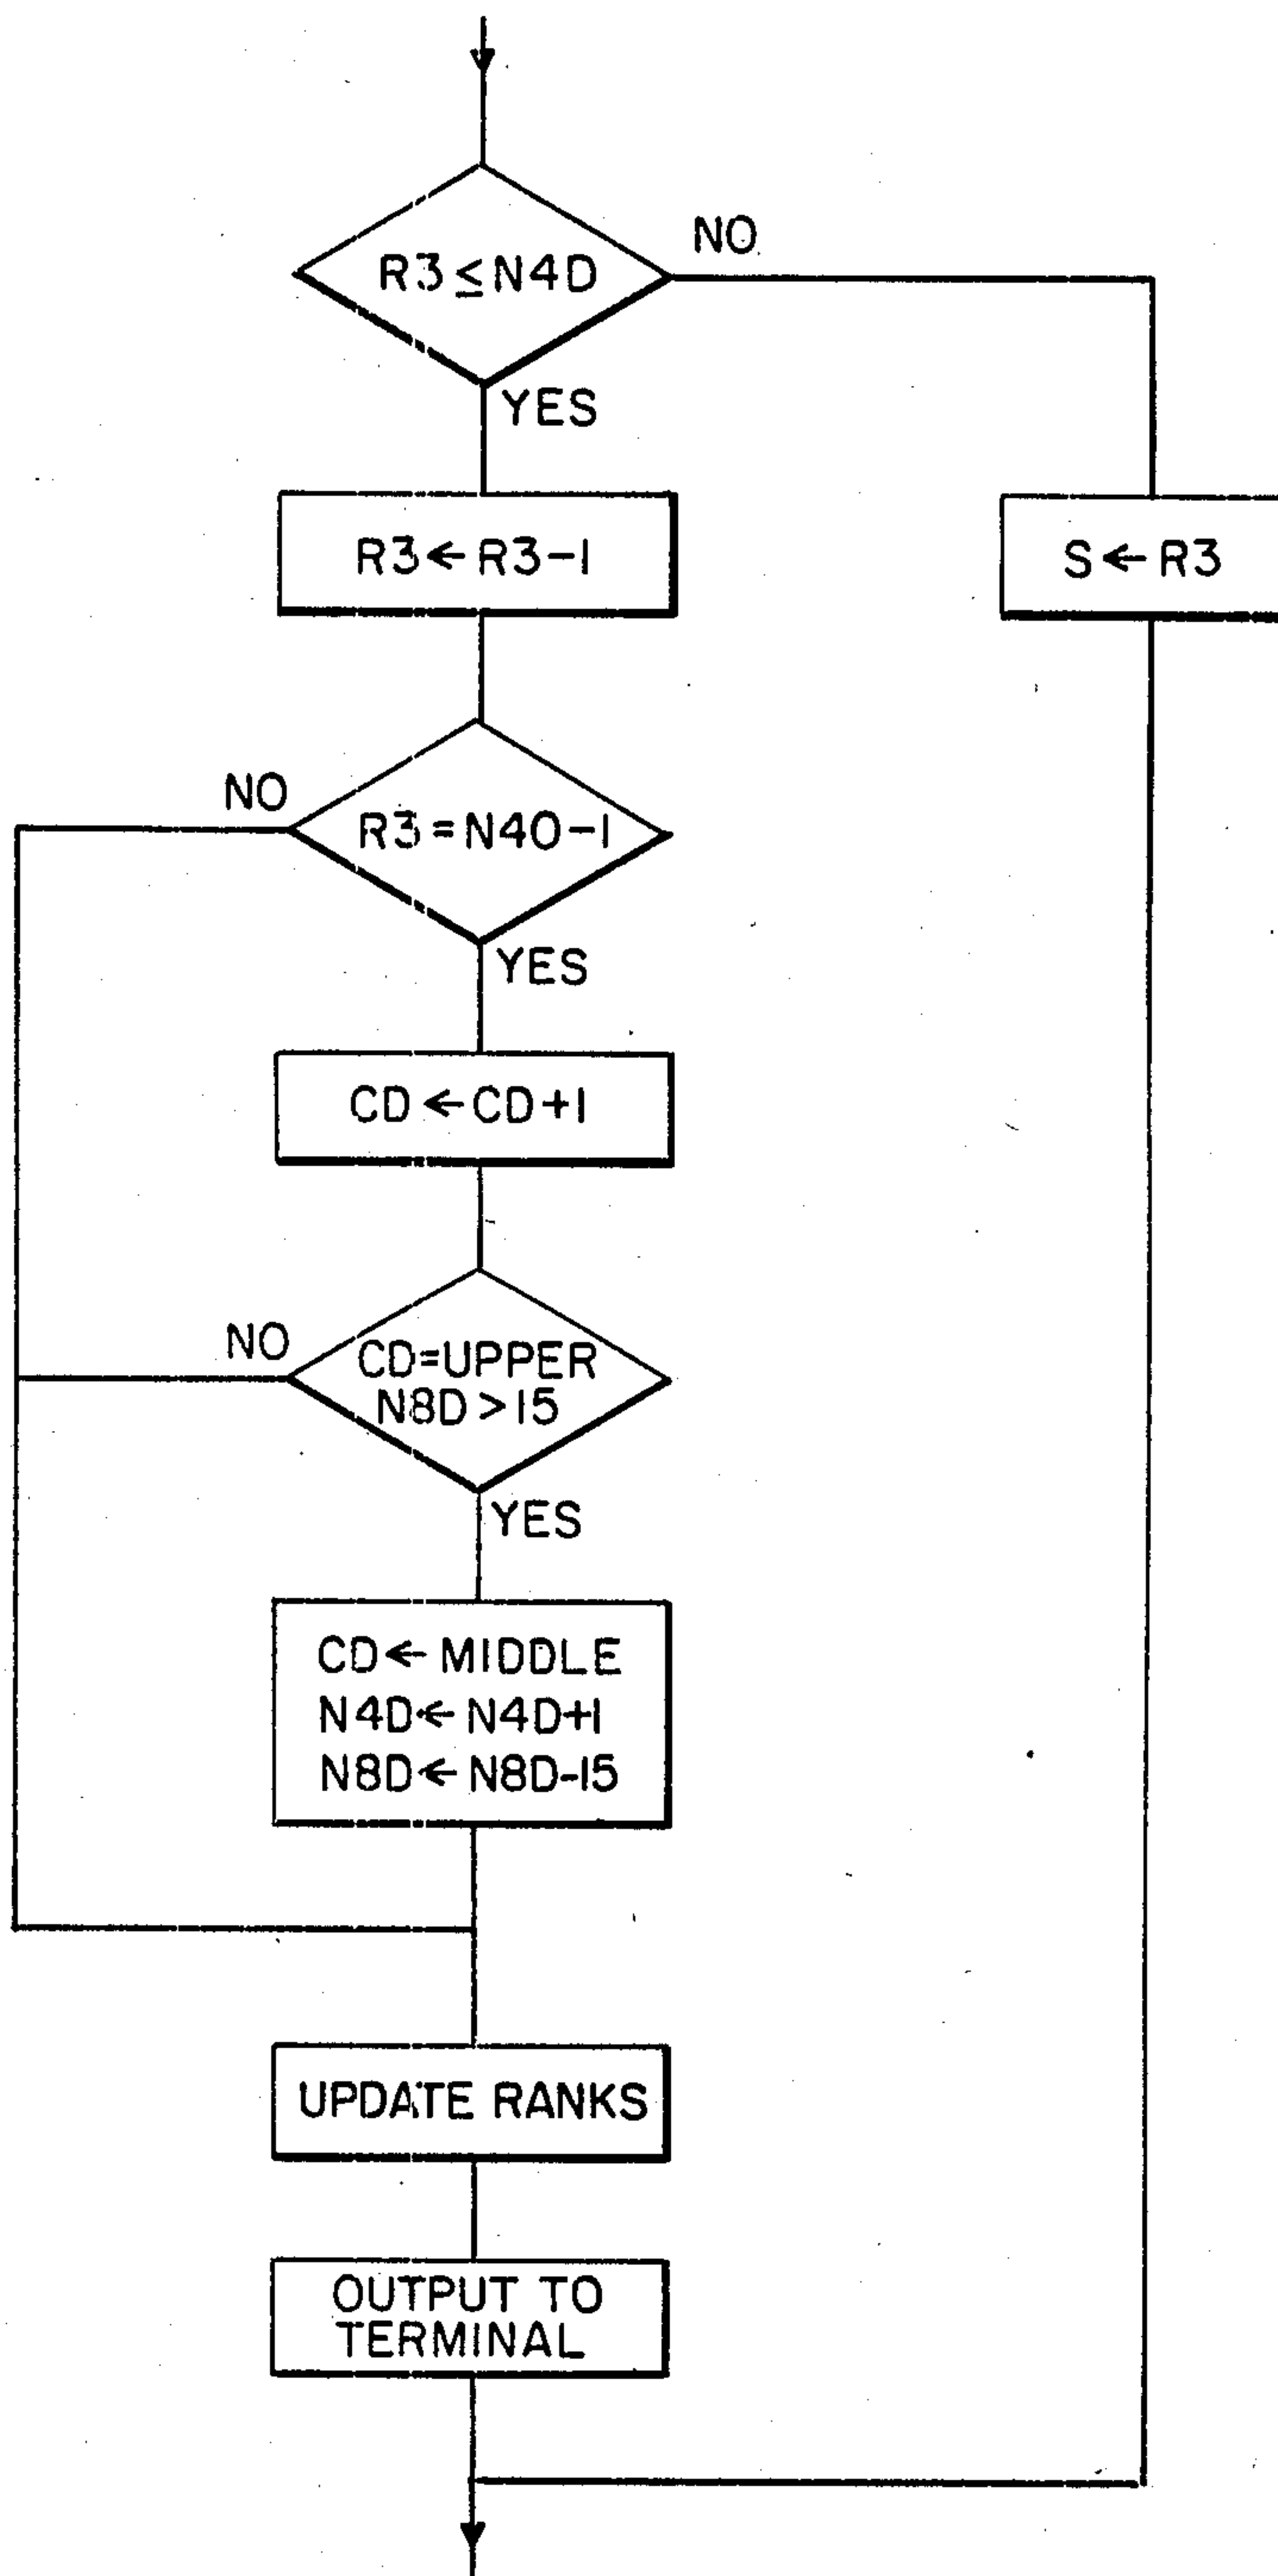 R3≤N4D
NO
YES
R3←R3-1
S←R3
NO
R3=N40-1
YES
CD←CD+1
NO
CD=UPPER
N8D>15
YES
CD←MIDDLE
N4D←N4D+1
N8D←N8D-15
UPDATE RANKS
OUTPUT TO
TERMINAL